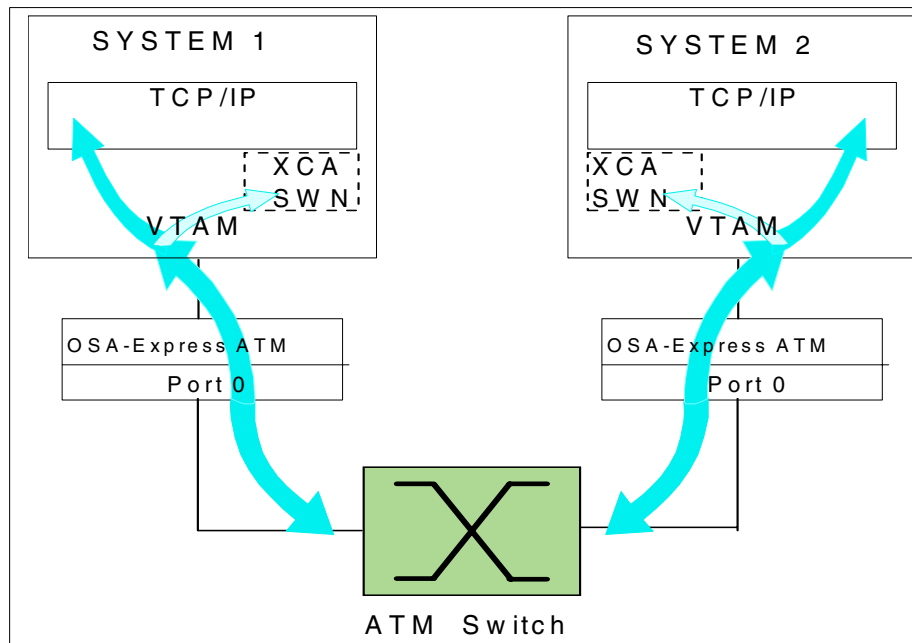 SYSTEM 1
TCP/IP
XCA
SWN
VTAM
OSA-Express ATM
Port 0
SYSTEM 2
TCP/IP
XCA
SWN
VTAM
OSA-Express ATM
Port 0
ATM Switch